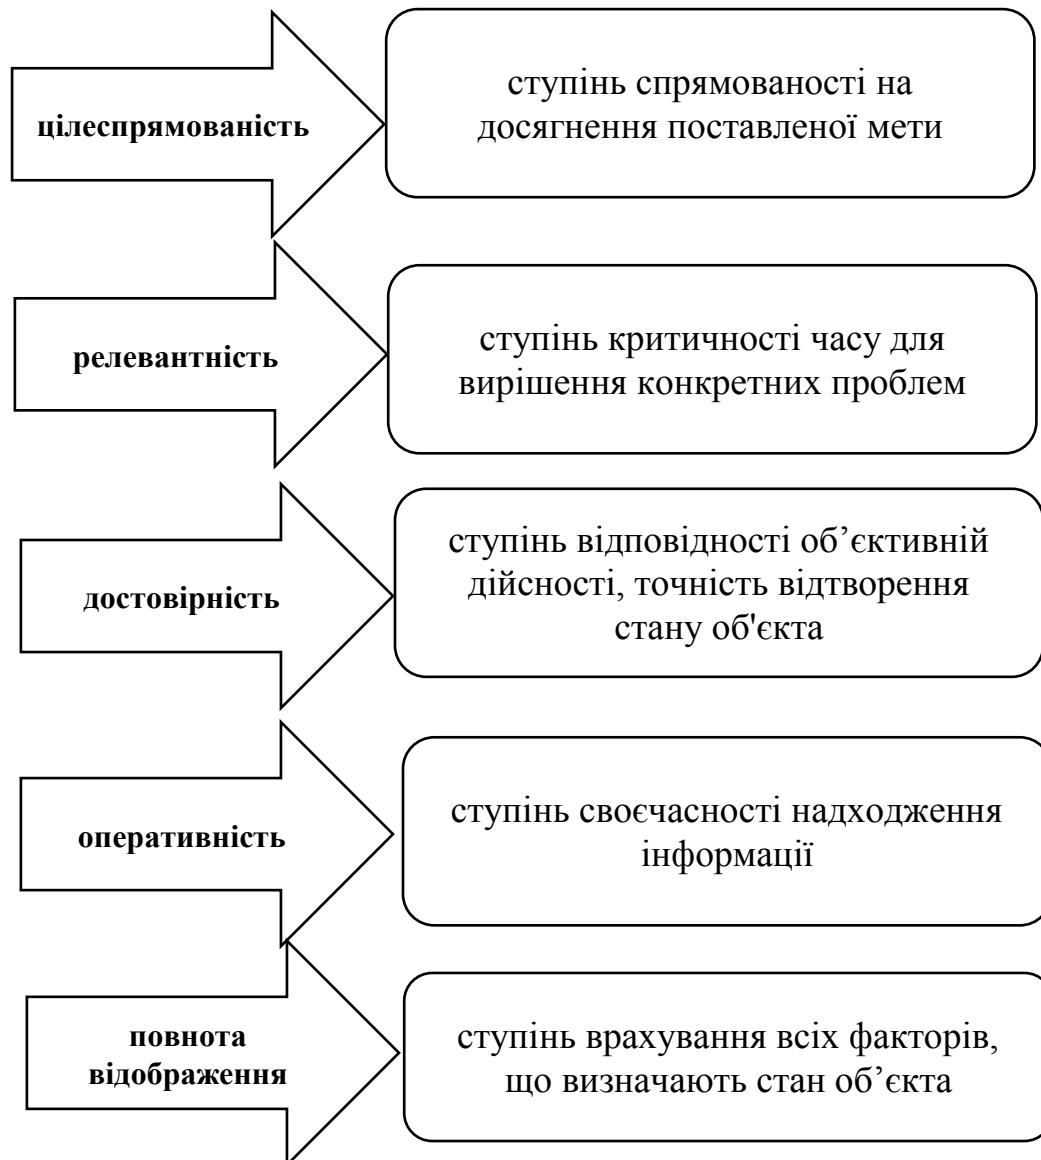 цілеспрямованість
ступінь спрямованості на
досягнення поставленої мети
релевантність
ступінь критичності часу для
вирішення конкретних проблем
достовірність
ступінь відповідності об’єктивній
дійсності, точність відтворення
стану об'єкта
оперативність
ступінь своєчасності надходження
інформації
повнота
відображення
ступінь врахування всіх факторів,
що визначають стан об’єкта